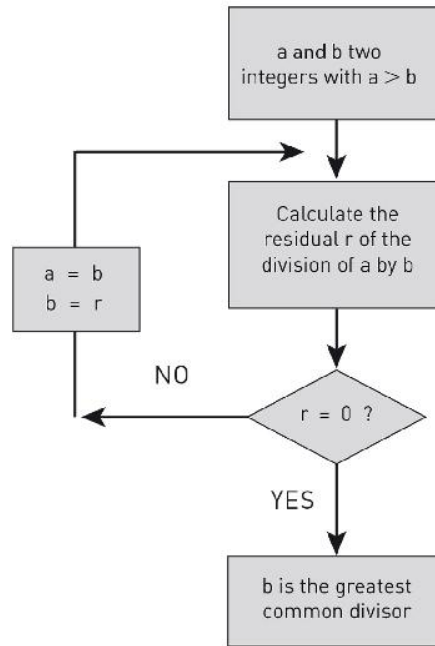 a and b two
integers with a > b
Calculate the
residual r of the
division of a by b
a = b
b = r
NO
r = 0 ?
YES
b is the greatest
common divisor